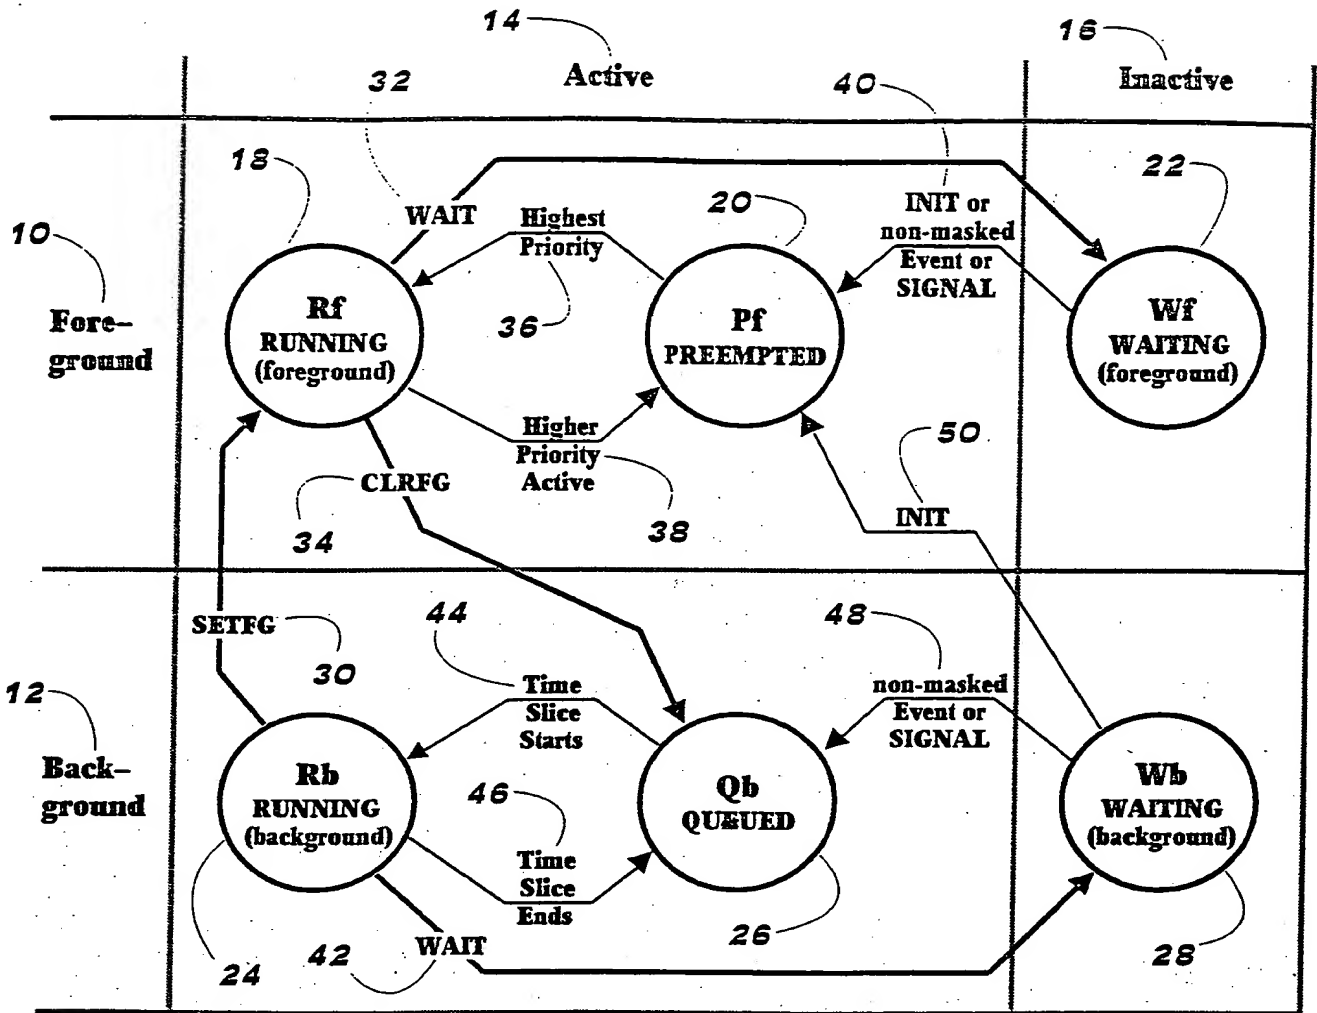 14
16
Active
Inactive
32
40
18
20
22
WAIT
Highest
Priority
INIT or
non-masked
Event or
SIGNAL
10
Fore-
ground
Rf
RUNNING
(foreground)
36
Pf
PREEMPTED
Wf
WAITING
(foreground)
Higher
Priority
Active
50
CLRFG
34
38
INIT
SETFG
30
44
48
12
Time
Slice
Starts
non-masked
Event or
SIGNAL
Back-
ground
Rb
RUNNING
(background)
46
Qb
QUEUED
Wb
WAITING
(background)
Time
Slice
Ends
24
42
WAIT
26
28